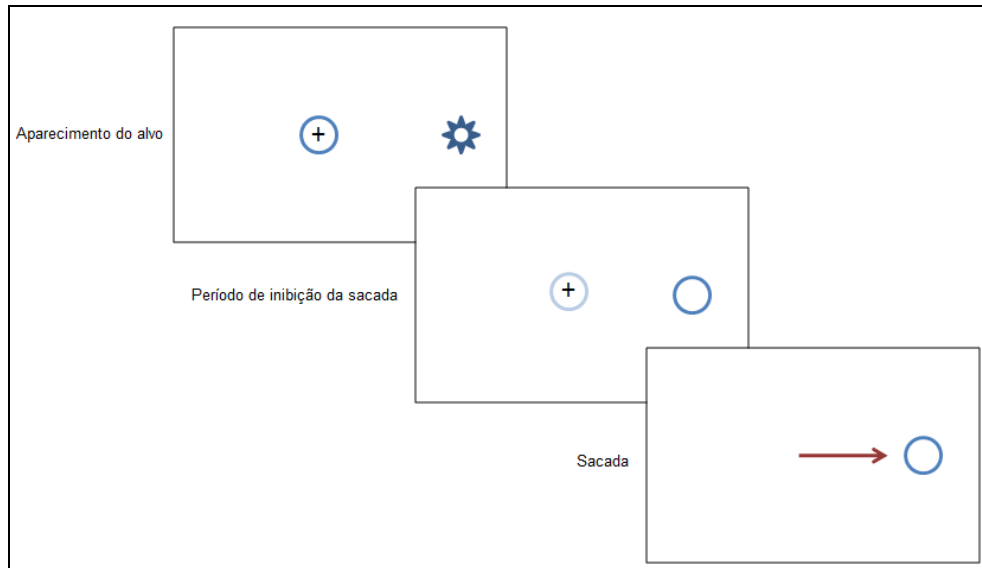 Aparecimento do alvo
+
Período de inibição da sacada
+
Sacada